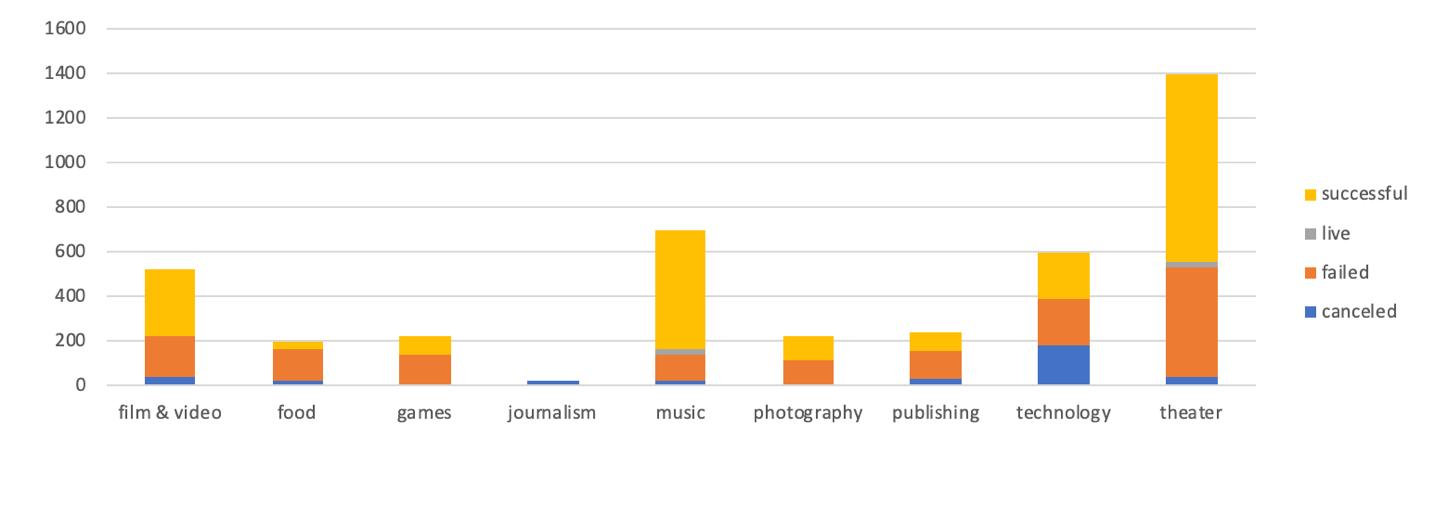 1600
1400
1200
1000
800
600
400
200
0
film & video food games journalism music photography publishing technology theater
successful
live
failed
canceled